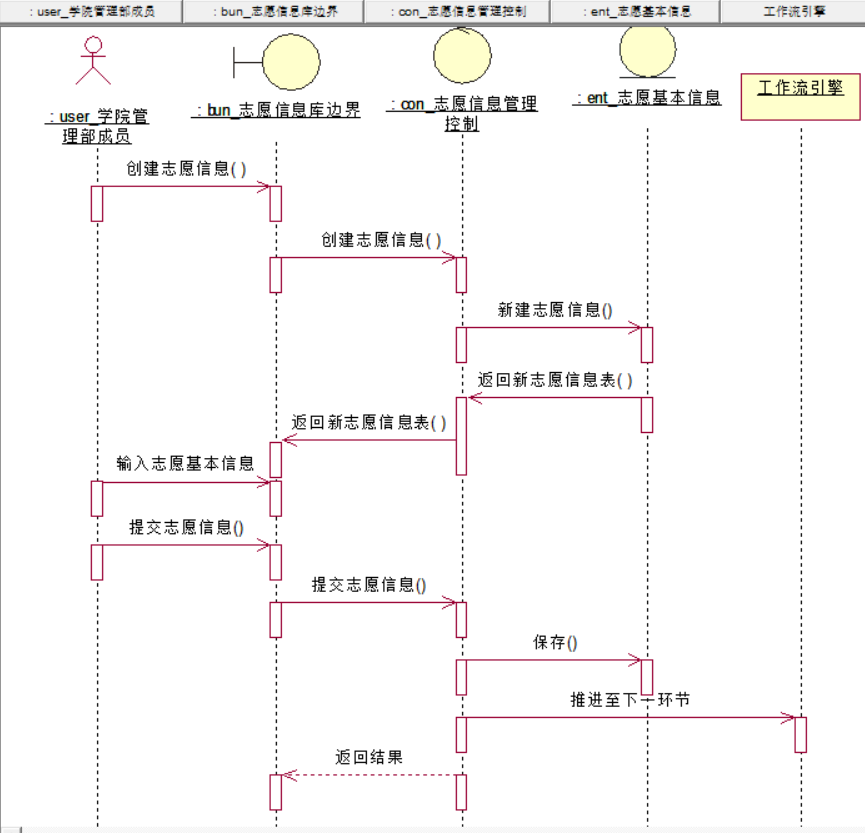 : user_学院管理部成员
: bun_志愿信息库边界
: con_志愿信息管理控制
: ent_志愿基本信息
工作流引擎
: user_学院管
理部成员
: bun_志愿信息库边界
: con_志愿信息管理
控制
: ent_志愿基本信息
工作流引擎
创建志愿信息( )
创建志愿信息( )
新建志愿信息()
返回新志愿信息表( )
返回新志愿信息表( )
输入志愿基本信息
提交志愿信息()
提交志愿信息()
保存()
推进至下一环节
返回结果